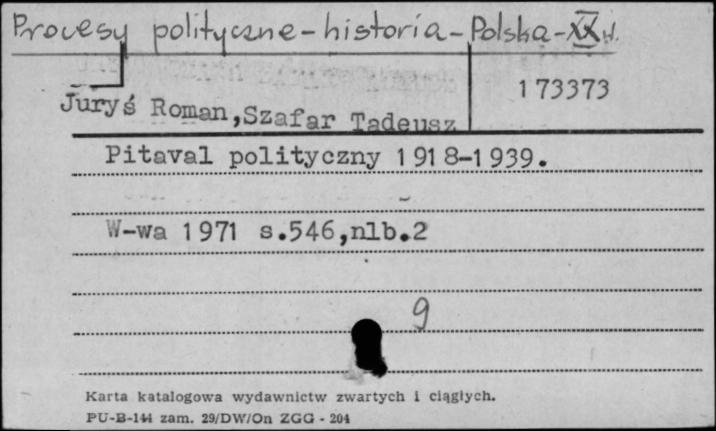 Procesy polityczne-historia-Polska-XX w.
173373
Juryś Roman,Szafar Tadeusz
Pitaval polityczny 1918-1939.
W-wa 1971 s.546,nlb.2
9
Karta katalogowa wydawnictw zwartych i ciągłych.
PU-B-144 zam. 29/DW/On ZGG - 204